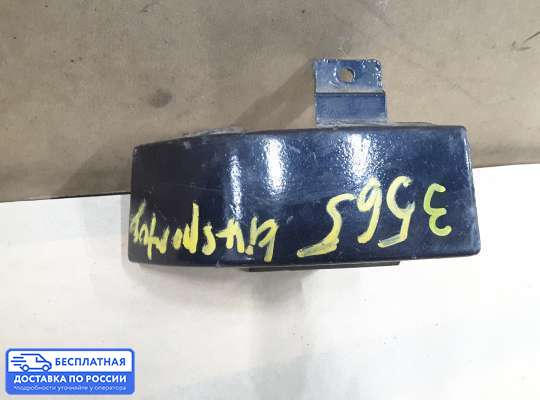 3565
БЕСПЛАТНАЯ
ДОСТАВКА ПО РОССИИ
подробности уточняйте у оператора